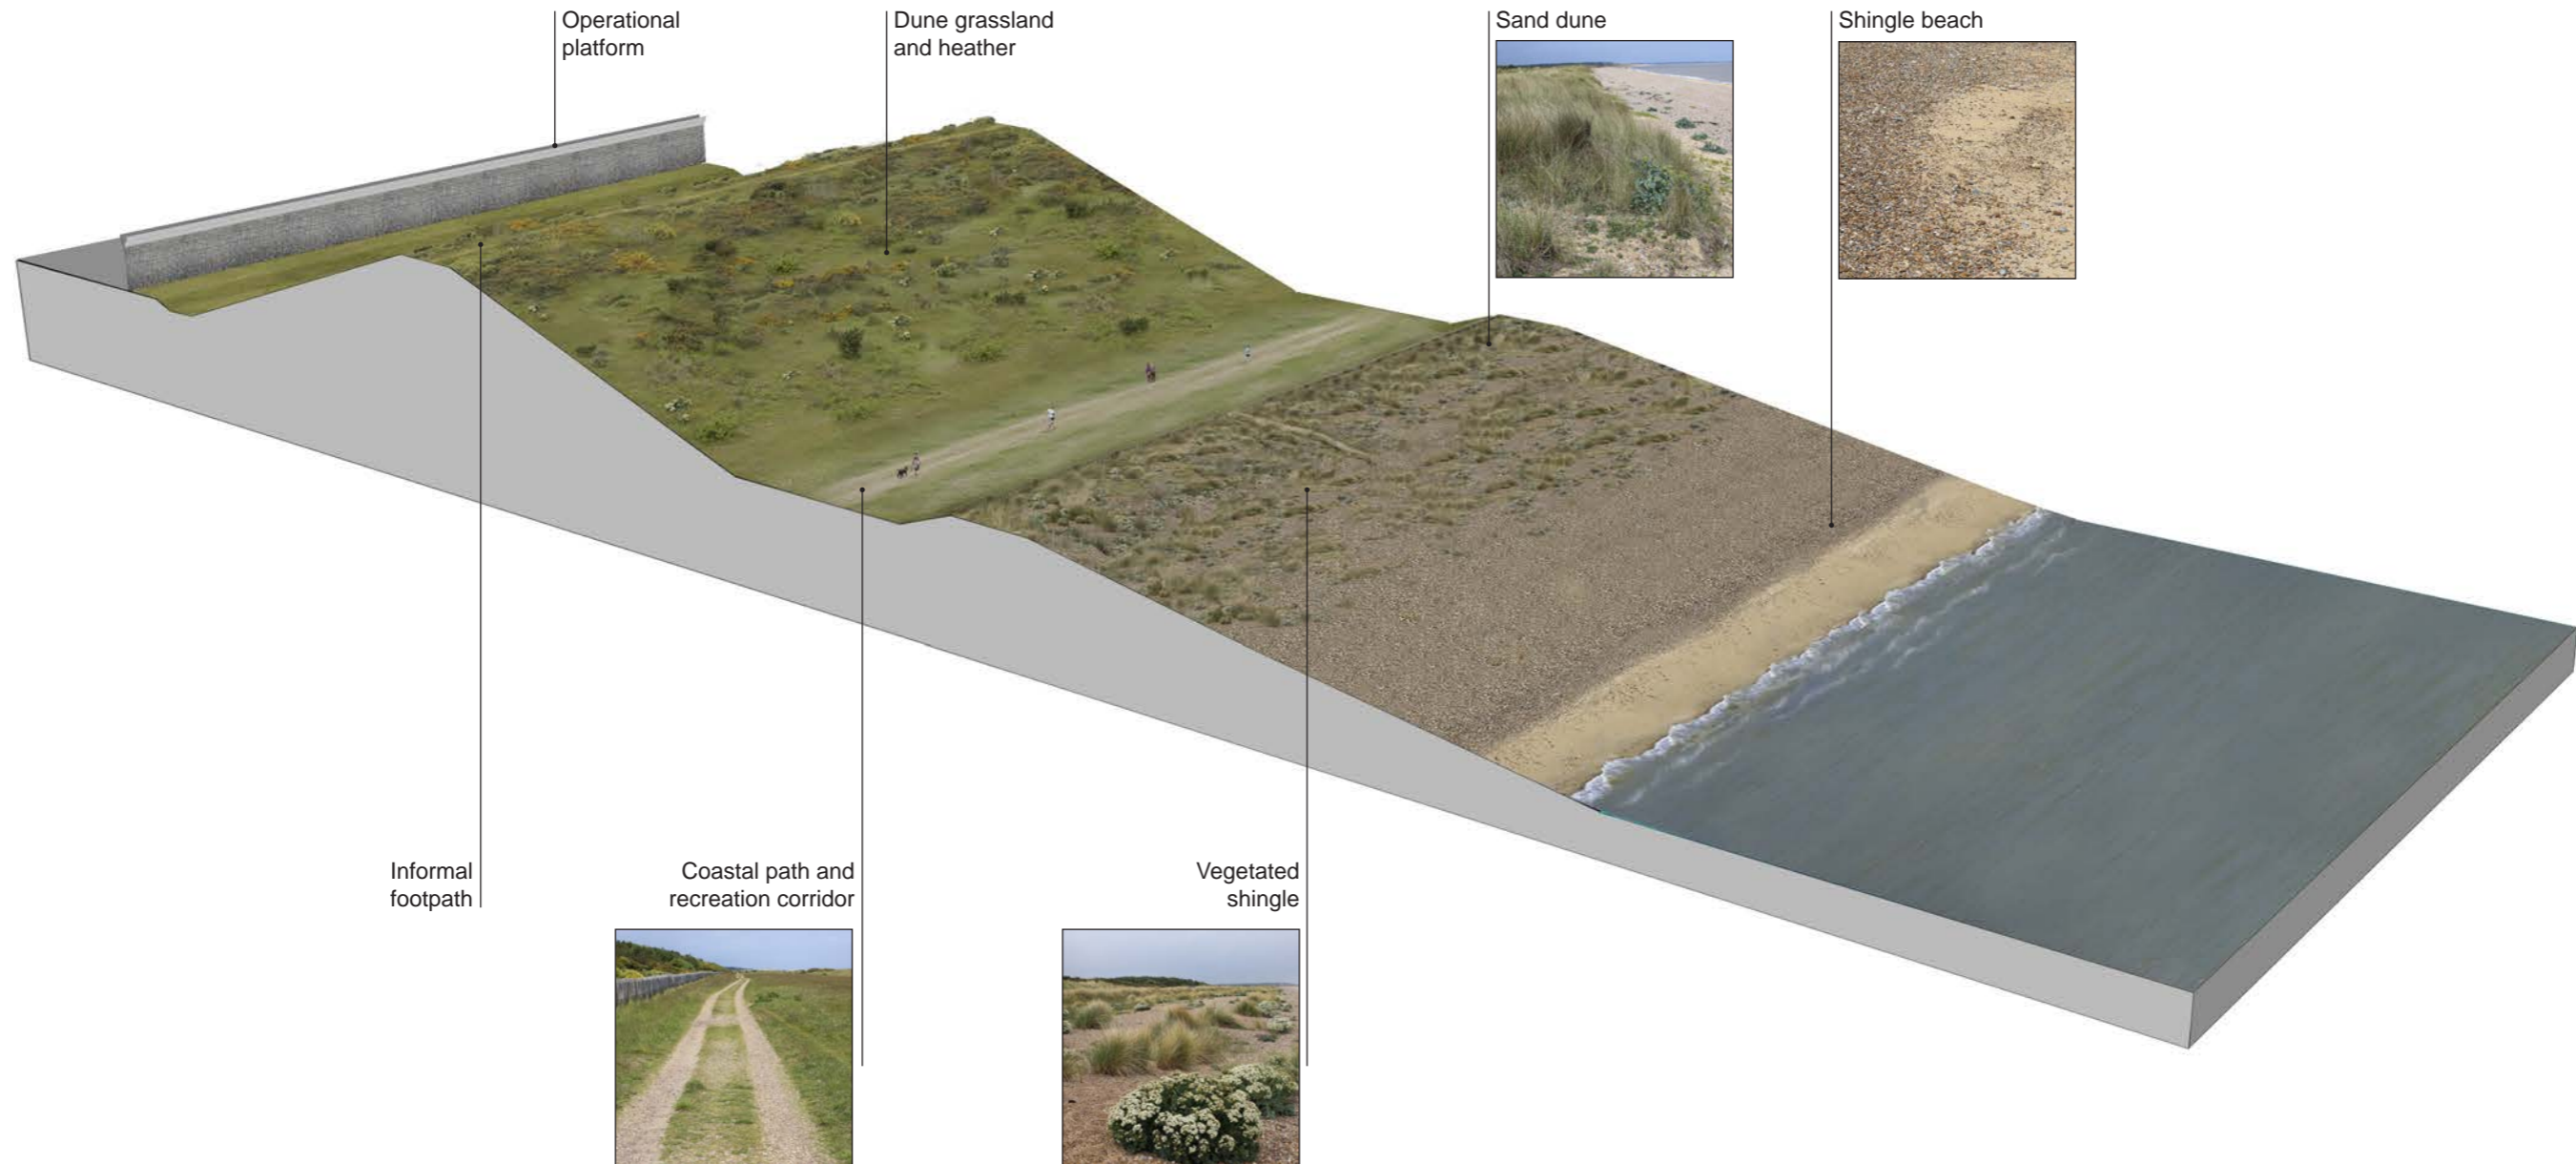 Operational
platform
Dune grassland
and heather
Sand dune
Shingle beach
Informal
footpath
Coastal path and
recreation corridor
Vegetated
shingle